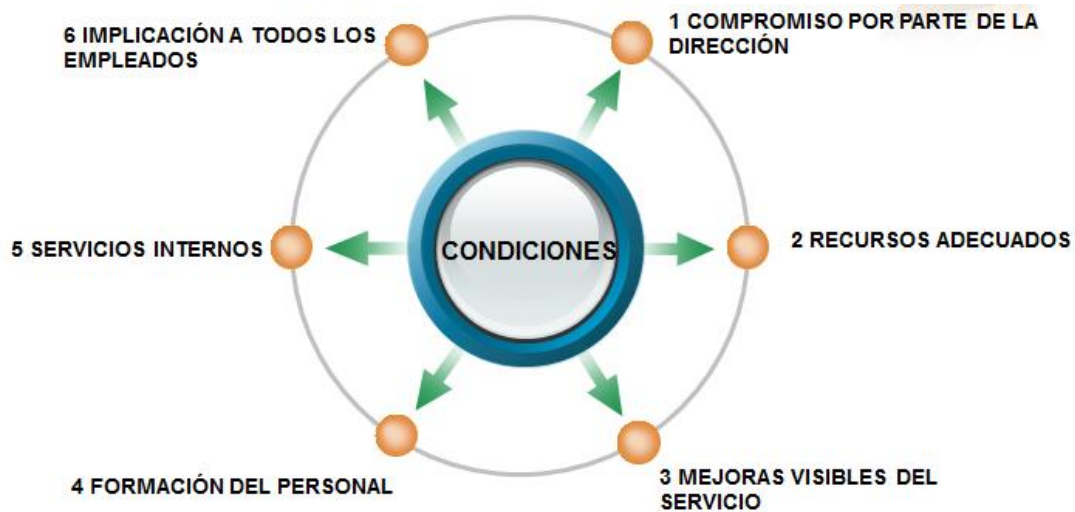 1 COMPROMISO POR PARTE DE LA
DIRECCIÓN
2 RECURSOS ADECUADOS
3 MEJORAS VISIBLES DEL
SERVICIO
4 FORMACIÓN DEL PERSONAL
5 SERVICIOS INTERNOS
6 IMPLICACIÓN A TODOS LOS
EMPLEADOS
CONDICIONES